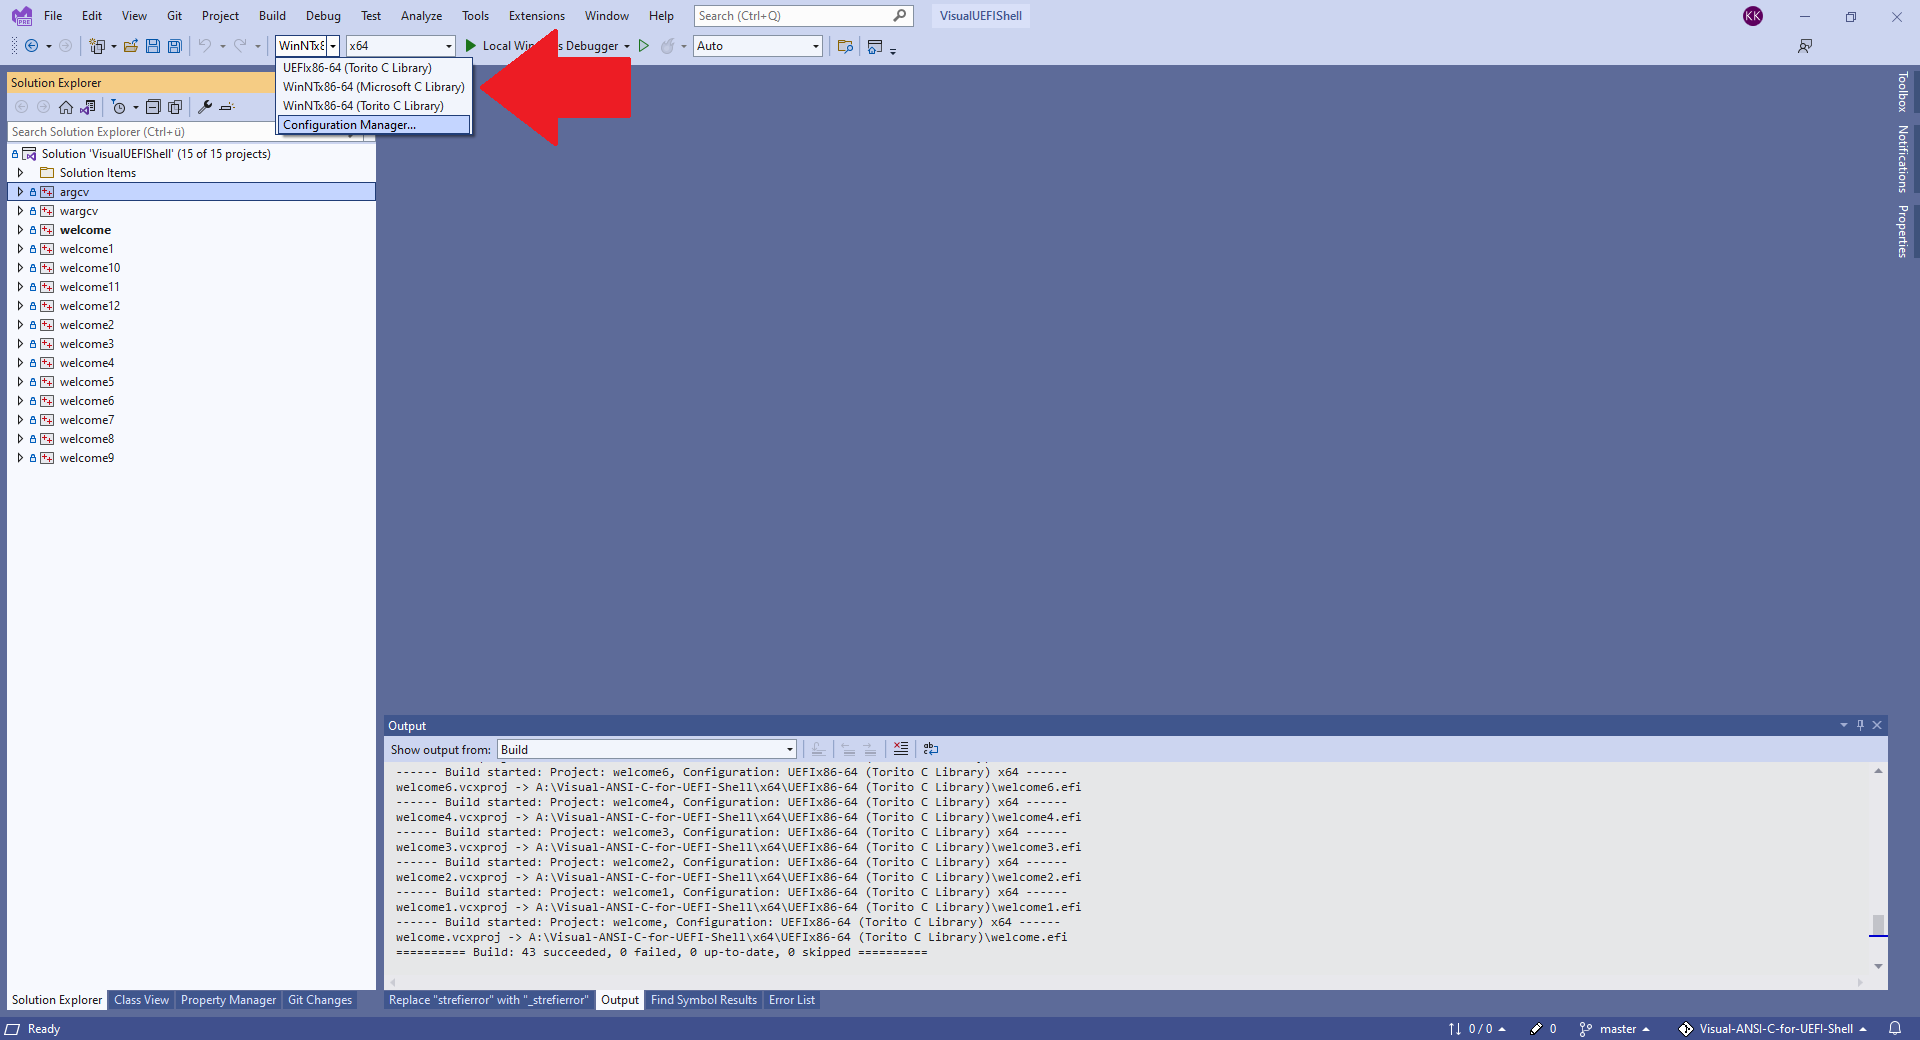 File Edit View Git Project Build Debug Test Analyze Tools Extensions Window Help Search (Ctrl+Q) VisualUEFIShell KK
WinNTx8 x64 Local Win s Debugger Auto
UEFIx86-64 (Torito C Library)
WinNTx86-64 (Microsoft C Library)
WinNTx86-64 (Torito C Library)
Configuration Manager...
Solution Explorer
Search Solution Explorer (Ctrl+ü)
Solution 'VisualUEFIShell' (15 of 15 projects)
Solution Items
argcv
wargcv
welcome
welcome1
welcome10
welcome11
welcome12
welcome2
welcome3
welcome4
welcome5
welcome6
welcome7
welcome8
welcome9
Toolbox
Notifications
Properties
Output
Show output from: Build
------ Build started: Project: welcome6, Configuration: UEFIx86-64 (Torito C Library) x64 ------
welcome6.vcxproj -> A:\Visual-ANSI-C-for-UEFI-Shell\x64\UEFIx86-64 (Torito C Library)\welcome6.efi
------ Build started: Project: welcome4, Configuration: UEFIx86-64 (Torito C Library) x64 ------
welcome4.vcxproj -> A:\Visual-ANSI-C-for-UEFI-Shell\x64\UEFIx86-64 (Torito C Library)\welcome4.efi
------ Build started: Project: welcome3, Configuration: UEFIx86-64 (Torito C Library) x64 ------
welcome3.vcxproj -> A:\Visual-ANSI-C-for-UEFI-Shell\x64\UEFIx86-64 (Torito C Library)\welcome3.efi
------ Build started: Project: welcome2, Configuration: UEFIx86-64 (Torito C Library) x64 ------
welcome2.vcxproj -> A:\Visual-ANSI-C-for-UEFI-Shell\x64\UEFIx86-64 (Torito C Library)\welcome2.efi
------ Build started: Project: welcome1, Configuration: UEFIx86-64 (Torito C Library) x64 ------
welcome1.vcxproj -> A:\Visual-ANSI-C-for-UEFI-Shell\x64\UEFIx86-64 (Torito C Library)\welcome1.efi
------ Build started: Project: welcome, Configuration: UEFIx86-64 (Torito C Library) x64 ------
welcome.vcxproj -> A:\Visual-ANSI-C-for-UEFI-Shell\x64\UEFIx86-64 (Torito C Library)\welcome.efi
========== Build: 43 succeeded, 0 failed, 0 up-to-date, 0 skipped ==========
Solution Explorer Class View Property Manager Git Changes Replace "strefierror" with "_strefierror" Output Find Symbol Results Error List
Ready 0 / 0 0 master Visual-ANSI-C-for-UEFI-Shell